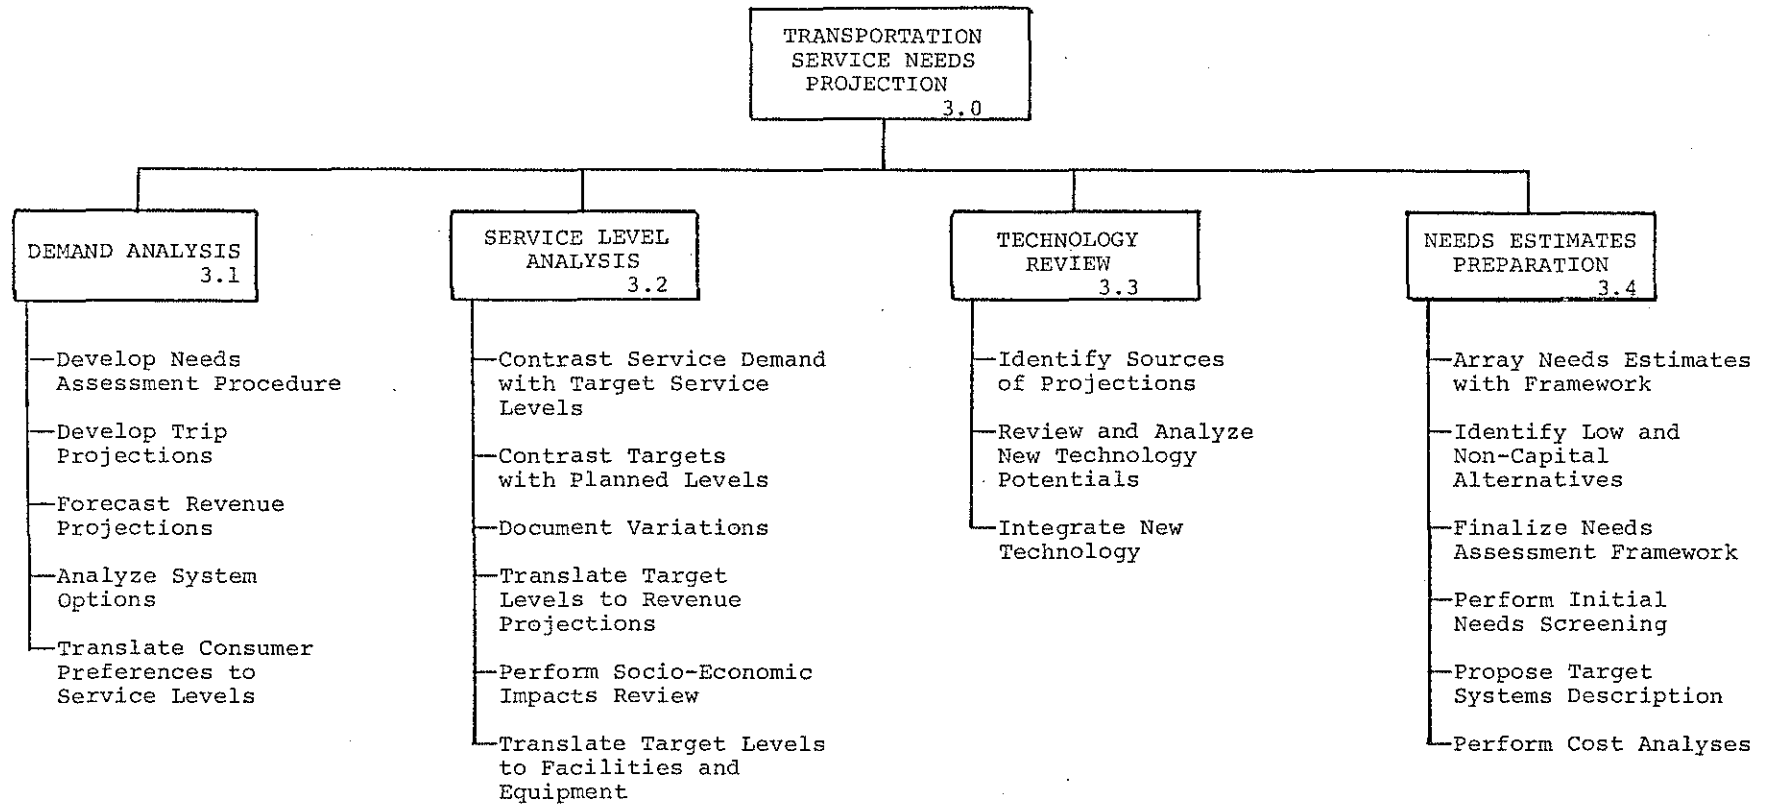 TRANSPORTATION
SERVICE NEEDS
PROJECTION
3.0
DEMAND ANALYSIS
3.1
Develop Needs
Assessment Procedure
Develop Trip
Projections
Forecast Revenue
Projections
Analyze System
Options
Translate Consumer
Preferences to
Service Levels
SERVICE LEVEL
ANALYSIS
3.2
Contrast Service Demand
with Target Service
Levels
Contrast Targets
with Planned Levels
Document Variations
Translate Target
Levels to Revenue
Projections
Perform Socio-Economic
Impacts Review
Translate Target Levels
to Facilities and
Equipment
TECHNOLOGY
REVIEW
3.3
Identify Sources
of Projections
Review and Analyze
New Technology
Potentials
Integrate New
Technology
NEEDS ESTIMATES
PREPARATION
3.4
Array Needs Estimates
with Framework
Identify Low and
Non-Capital
Alternatives
Finalize Needs
Assessment Framework
Perform Initial
Needs Screening
Propose Target
Systems Description
Perform Cost Analyses